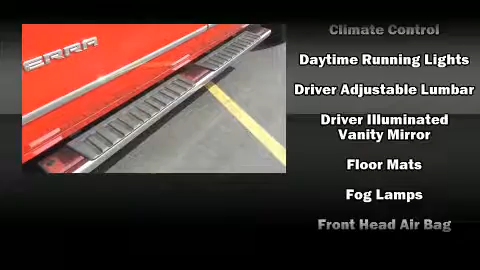 ERRA
Climate Control
Daytime Running Lights
Driver Adjustable Lumbar
Driver Illuminated
Vanity Mirror
Floor Mats
Fog Lamps
Front Head Air Bag